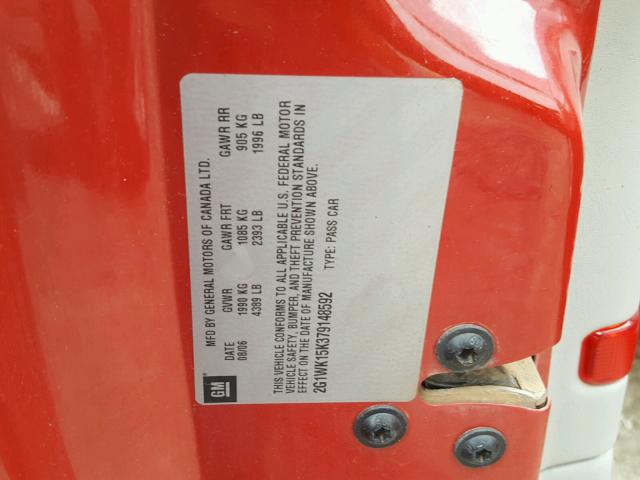 GM
MFD BY GENERAL MOTORS OF CANADA LTD.
DATE GVWR GAWR FRT GAWR RR
08/06 1990 KG 1085 KG 905 KG
4389 LB 2393 LB 1996 LB
THIS VEHICLE CONFORMS TO ALL APPLICABLE U.S. FEDERAL MOTOR
VEHICLE SAFETY, BUMPER, AND THEFT PREVENTION STANDARDS IN
EFFECT ON THE DATE OF MANUFACTURE SHOWN ABOVE.
2G1WK15K379148592 TYPE: PASS CAR